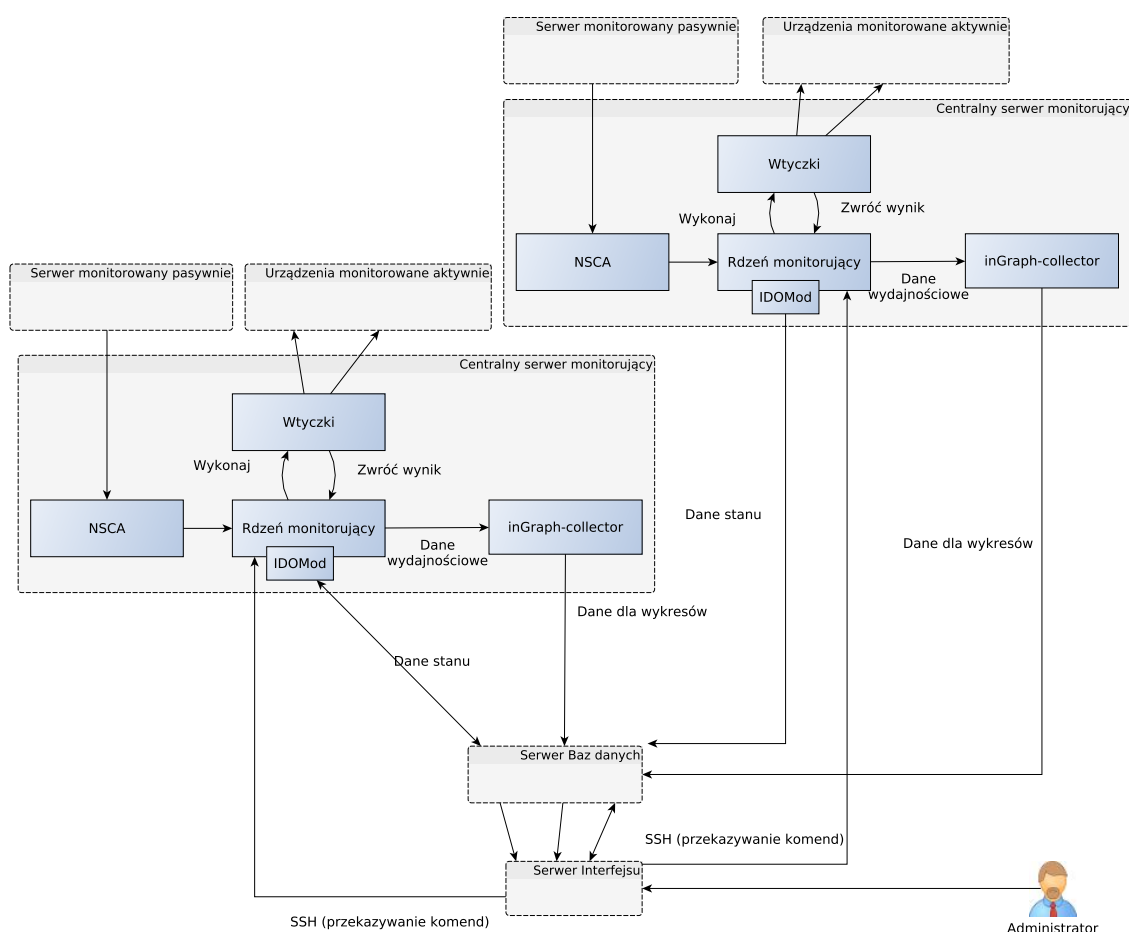 Serwer monitorowany pasywnie
Urządzenia monitorowane aktywnie
Centralny serwer monitorujący
Wtyczki
Wykonaj
Zwróć wynik
NSCA
Rdzeń monitorujący
inGraph-collector
Dane
wydajnościowe
IDOMod
Serwer monitorowany pasywnie
Urządzenia monitorowane aktywnie
Centralny serwer monitorujący
Wtyczki
Wykonaj
Zwróć wynik
NSCA
Rdzeń monitorujący
inGraph-collector
Dane
wydajnościowe
IDOMod
Dane stanu
Dane dla wykresów
Dane dla wykresów
Dane stanu
Serwer Baz danych
SSH (przekazywanie komend)
Serwer Interfejsu
SSH (przekazywanie komend)
Administrator